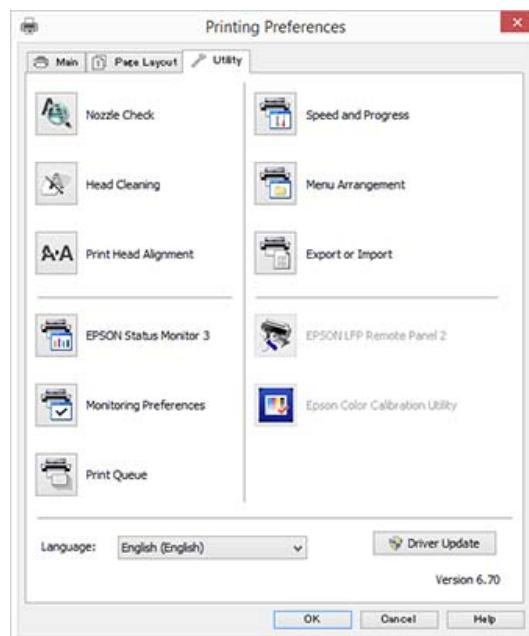 Printing Preferences
Main
Page Layout
Utility
Nozzle Check
Speed and Progress
Head Cleaning
Menu Arrangement
A·A
Print Head Alignment
Export or Import
EPSON Status Monitor 3
EPSON LFP Remote Panel 2
Monitoring Preferences
Epson Color Calibration Utility
Print Queue
Language:
English (English)
Driver Update
Version 6.70
OK
Cancel
Help